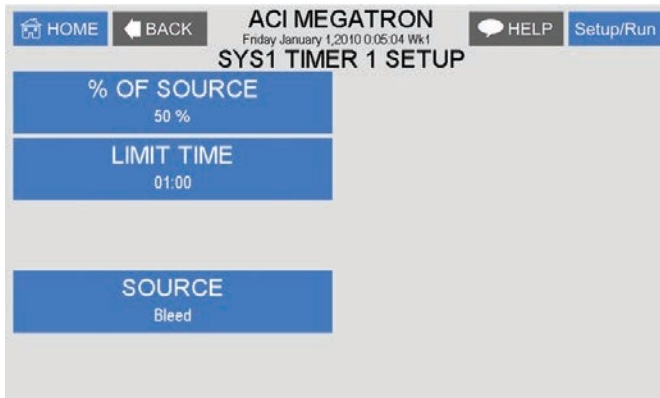 HOME BACK ACI MEGATRON HELP Setup/Run
Friday January 1,2010 0:05:04 Wk1
SYS1 TIMER 1 SETUP
% OF SOURCE
50 %
LIMIT TIME
01:00
SOURCE
Bleed